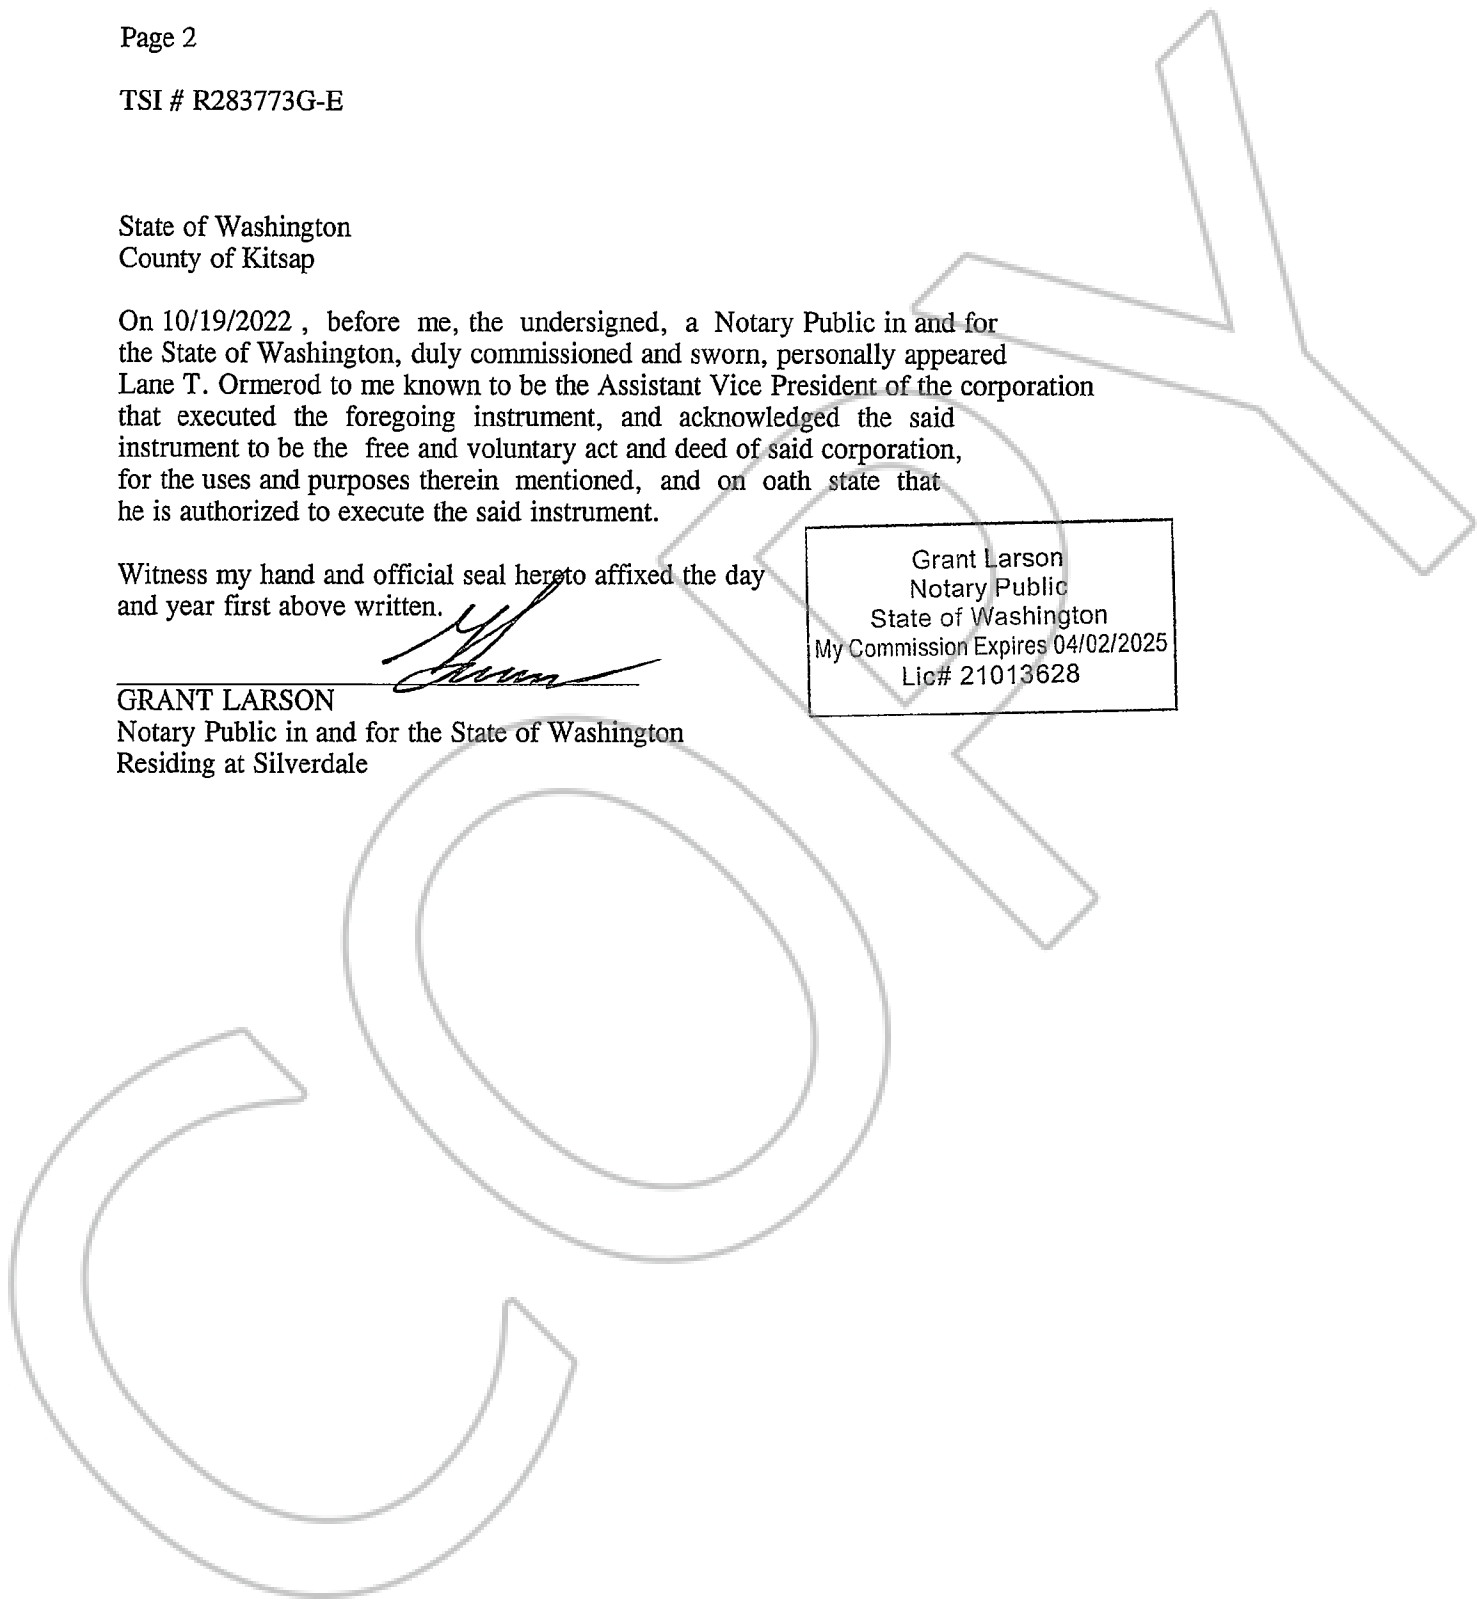 Page 2
TSI # R283773G-E
State of Washington
County of Kitsap
On 10/19/2022 , before me, the undersigned, a Notary Public in and for
the State of Washington, duly commissioned and sworn, personally appeared
Lane T. Ormerod to me known to be the Assistant Vice President of the corporation
that executed the foregoing instrument, and acknowledged the said
instrument to be the free and voluntary act and deed of said corporation,
for the uses and purposes therein mentioned, and on oath state that
he is authorized to execute the said instrument.
Witness my hand and official seal hereto affixed the day
and year first above written.
GRANT LARSON
Notary Public in and for the State of Washington
Residing at Silverdale
Grant Larson
Notary Public
State of Washington
My Commission Expires 04/02/2025
Lic# 21013628
COPY